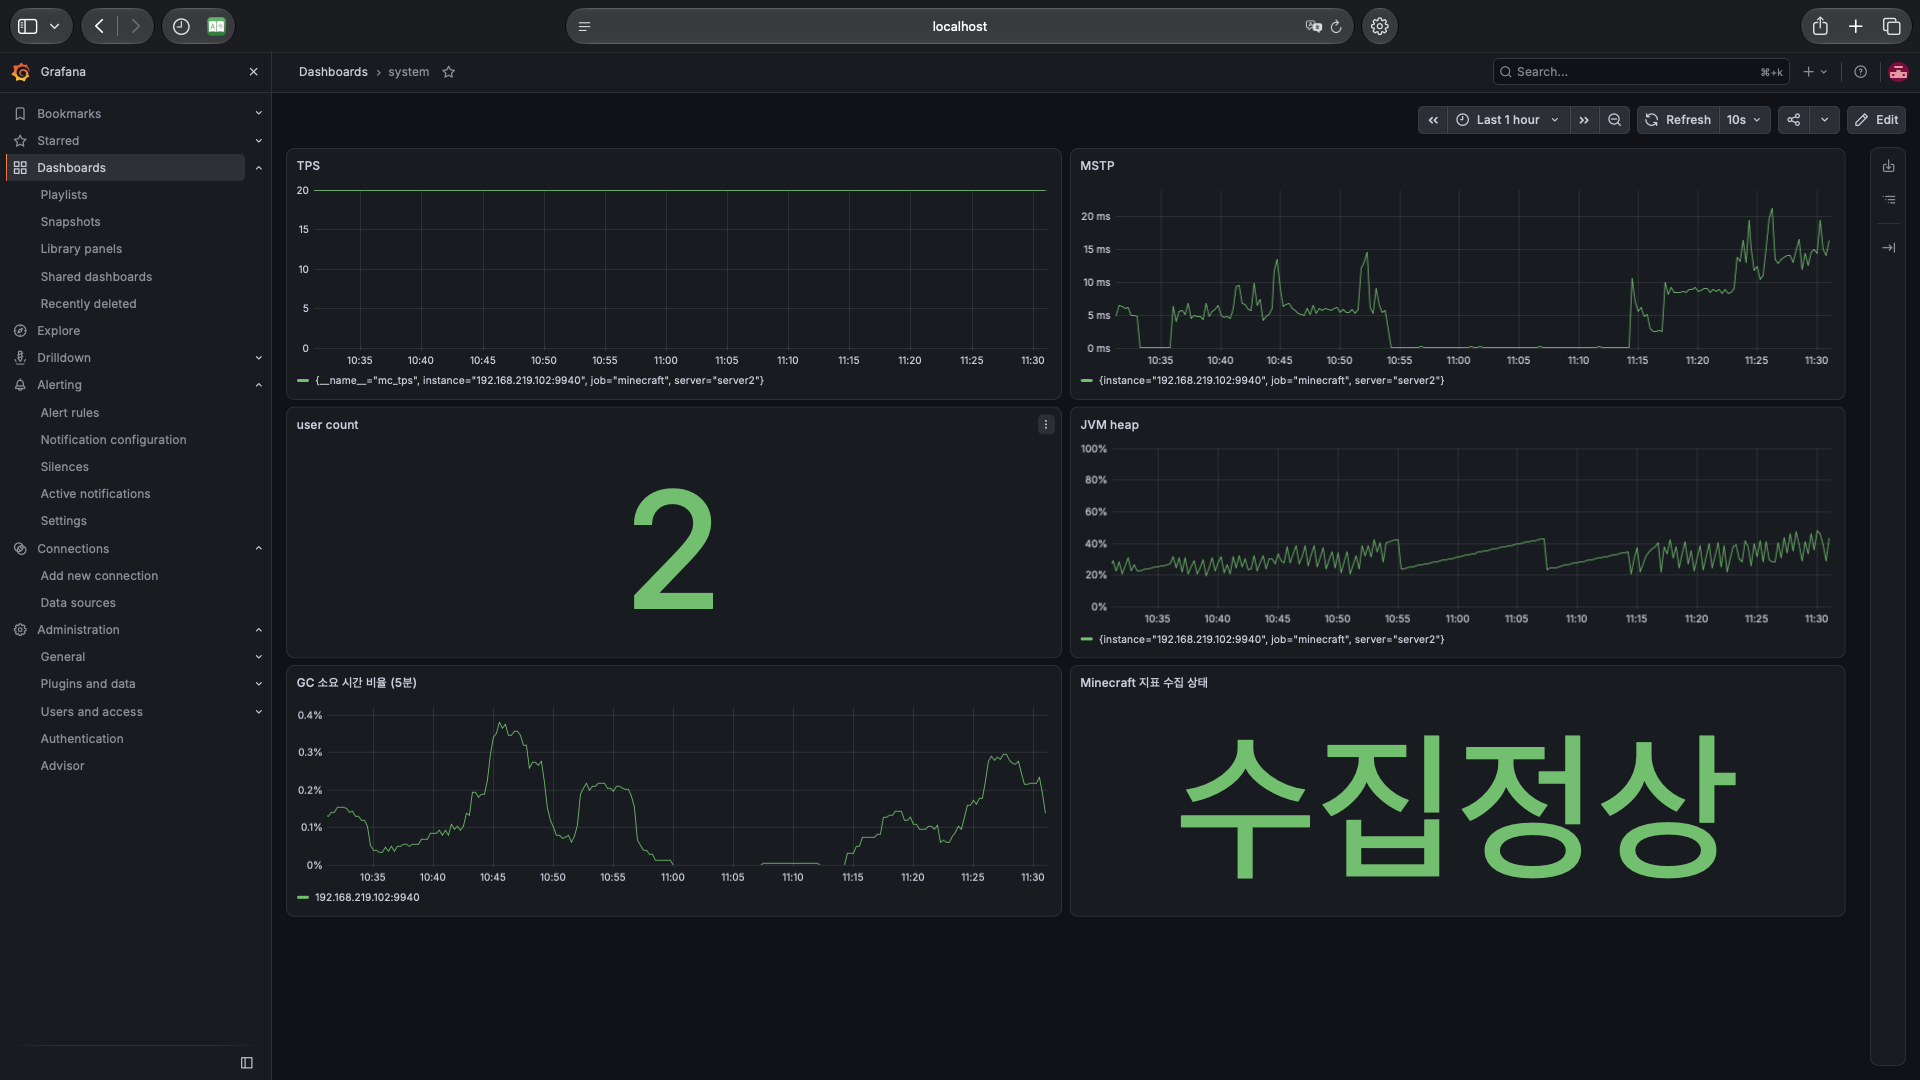 localhost
Grafana
Dashboards › system
Search...
⌘+k
Bookmarks
Starred
Dashboards
Playlists
Snapshots
Library panels
Shared dashboards
Recently deleted
Explore
Drilldown
Alerting
Alert rules
Notification configuration
Silences
Active notifications
Settings
Connections
Add new connection
Data sources
Administration
General
Plugins and data
Users and access
Authentication
Advisor
Last 1 hour
Refresh
10s
Edit
TPS
20
15
10
5
0
10:35 10:40 10:45 10:50 10:55 11:00 11:05 11:10 11:15 11:20 11:25 11:30
{__name__="mc_tps", instance="192.168.219.102:9940", job="minecraft", server="server2"}
MSTP
20 ms
15 ms
10 ms
5 ms
0 ms
10:35 10:40 10:45 10:50 10:55 11:00 11:05 11:10 11:15 11:20 11:25 11:30
{instance="192.168.219.102:9940", job="minecraft", server="server2"}
user count
2
JVM heap
100%
80%
60%
40%
20%
0%
10:35 10:40 10:45 10:50 10:55 11:00 11:05 11:10 11:15 11:20 11:25 11:30
{instance="192.168.219.102:9940", job="minecraft", server="server2"}
GC 소요 시간 비율 (5분)
0.4%
0.3%
0.2%
0.1%
0%
10:35 10:40 10:45 10:50 10:55 11:00 11:05 11:10 11:15 11:20 11:25 11:30
192.168.219.102:9940
Minecraft 지표 수집 상태
수집정상